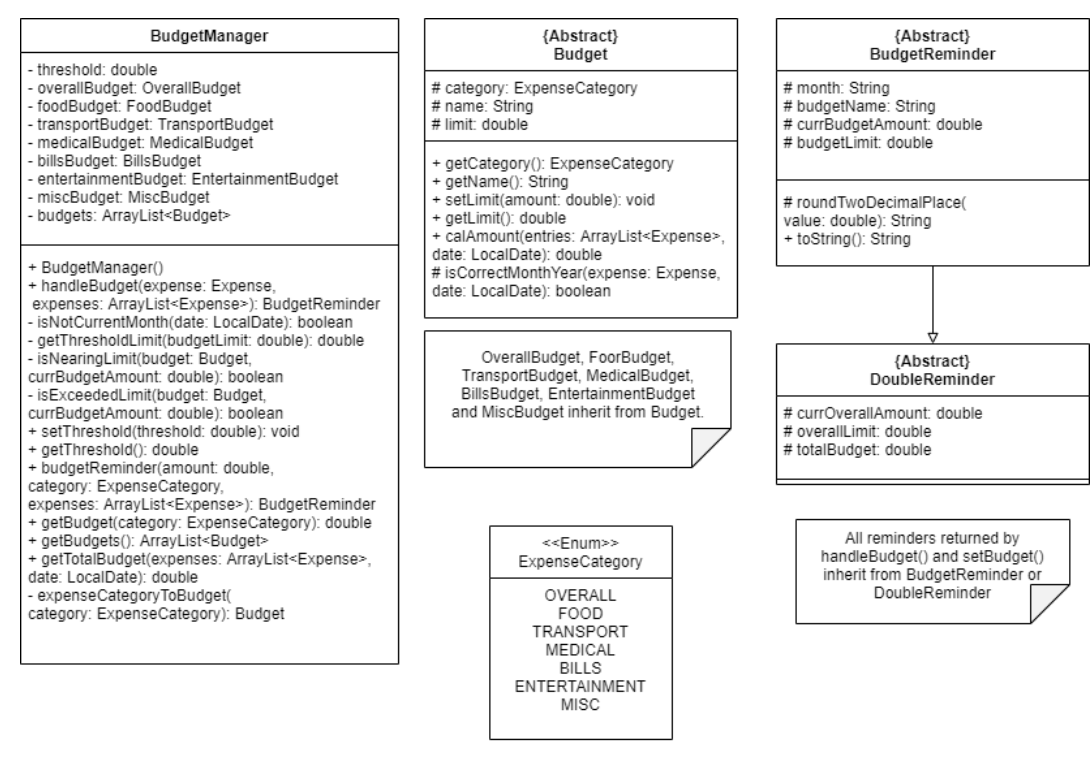 BudgetManager
- threshold: double
- overallBudget: OverallBudget
- foodBudget: FoodBudget
- transportBudget: TransportBudget
- medicalBudget: MedicalBudget
- billsBudget: BillsBudget
- entertainmentBudget: EntertainmentBudget
- miscBudget: MiscBudget
- budgets: ArrayList<Budget>
+ BudgetManager()
+ handleBudget(expense: Expense,
expenses: ArrayList<Expense>): BudgetReminder
- isNotCurrentMonth(date: LocalDate): boolean
- getThresholdLimit(budgetLimit: double): double
- isNearingLimit(budget: Budget,
currBudgetAmount: double): boolean
- isExceededLimit(budget: Budget,
currBudgetAmount: double): boolean
+ setThreshold(threshold: double): void
+ getThreshold(): double
+ budgetReminder(amount: double,
category: ExpenseCategory,
expenses: ArrayList<Expense>): BudgetReminder
+ getBudget(category: ExpenseCategory): double
+ getBudgets(): ArrayList<Budget>
+ getTotalBudget(expenses: ArrayList<Expense>,
date: LocalDate): double
- expenseCategoryToBudget(
category: ExpenseCategory): Budget
{Abstract}
Budget
# category: ExpenseCategory
# name: String
# limit: double
+ getCategory(): ExpenseCategory
+ getName(): String
+ setLimit(amount: double): void
+ getLimit(): double
+ calAmount(entries: ArrayList<Expense>,
date: LocalDate): double
# isCorrectMonthYear(expense: Expense,
date: LocalDate): boolean
OverallBudget, FoorBudget,
TransportBudget, MedicalBudget,
BillsBudget, EntertainmentBudget
and MiscBudget inherit from Budget.
<<Enum>>
ExpenseCategory
OVERALL
FOOD
TRANSPORT
MEDICAL
BILLS
ENTERTAINMENT
MISC
{Abstract}
BudgetReminder
# month: String
# budgetName: String
# currBudgetAmount: double
# budgetLimit: double
# roundTwoDecimalPlace(
value: double): String
+ toString(): String
{Abstract}
DoubleReminder
# currOverallAmount: double
# overallLimit: double
# totalBudget: double
All reminders returned by
handleBudget() and setBudget()
inherit from BudgetReminder or
DoubleReminder